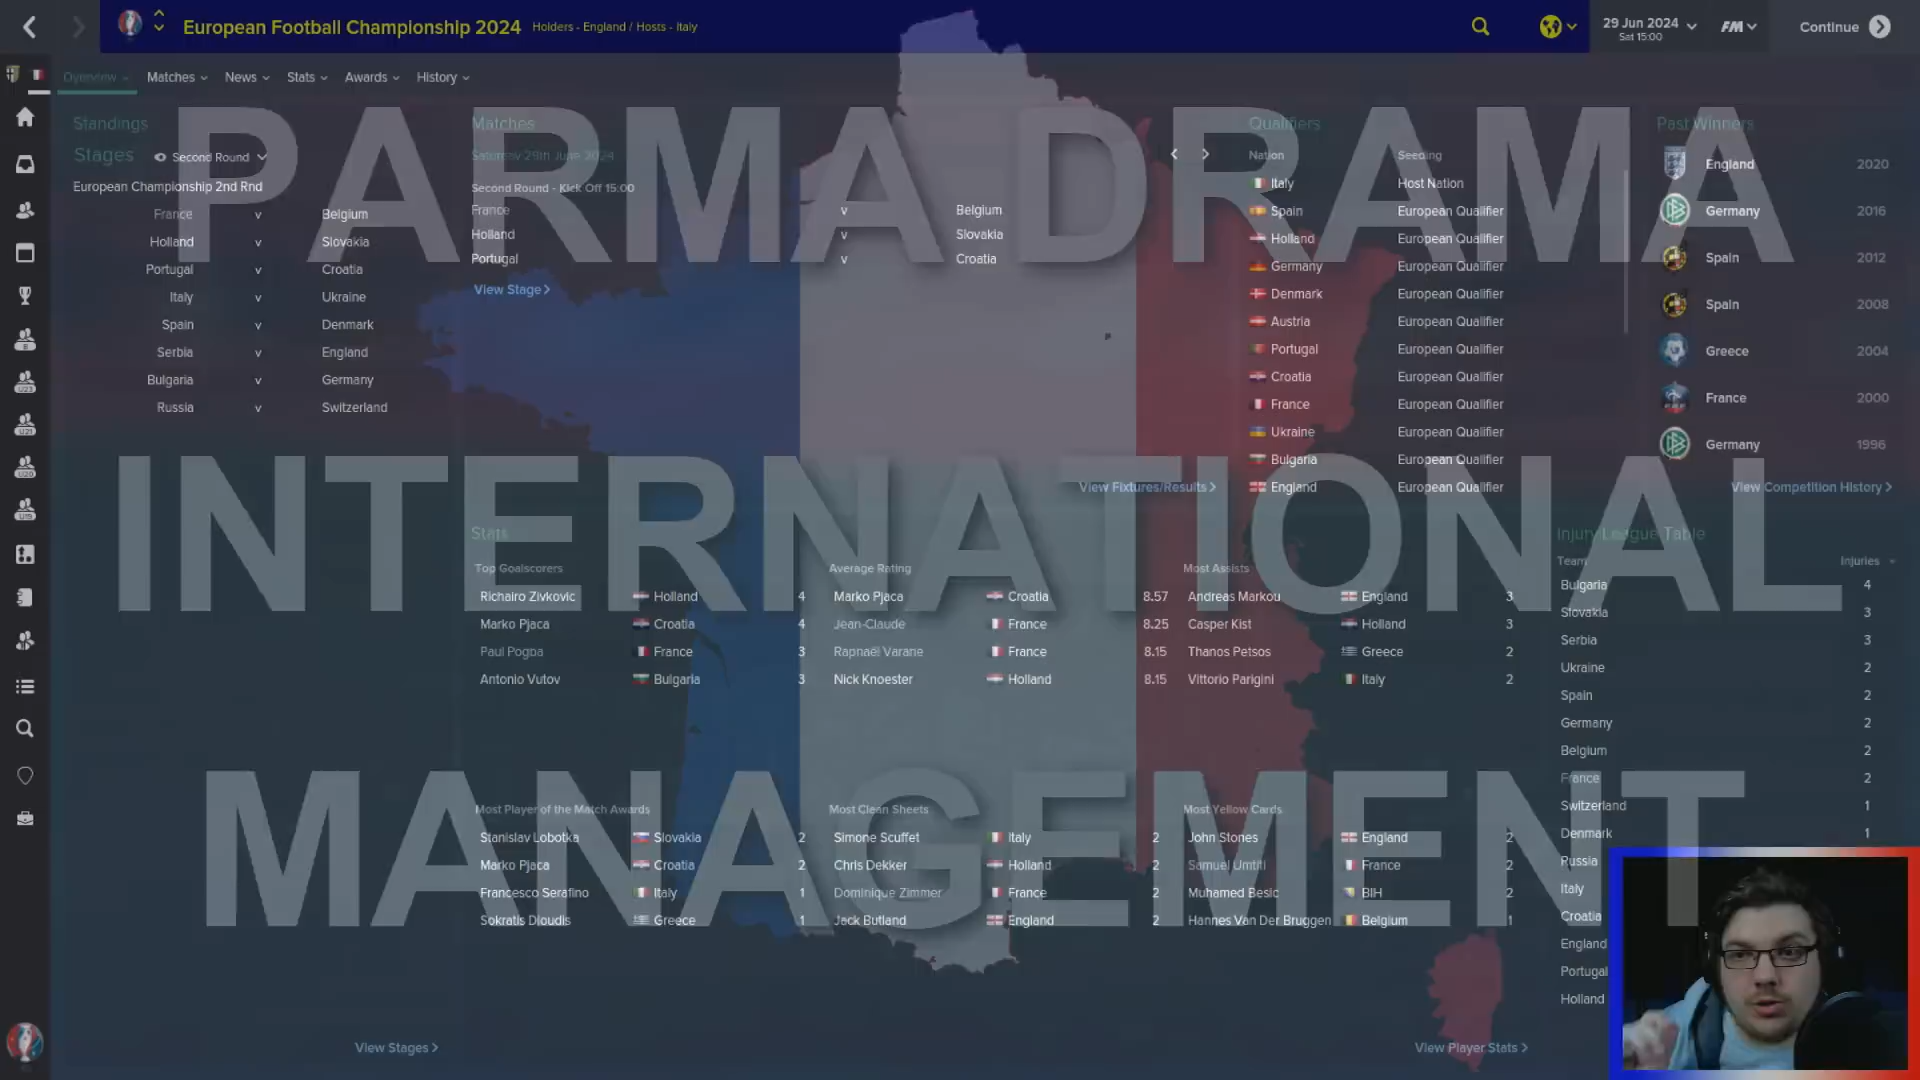 European Football Championship 2024 Holders - England / Hosts - Italy
29 Jun 2024
Sat 15:00
FM
Continue
Overview Matches News Stats Awards History
PARMA DRAMA
INTERNATIONAL
MANAGEMENT
Standings
Stages Second Round
European Championship 2nd Rnd
France v Belgium
Holland v Slovakia
Portugal v Croatia
Italy v Ukraine
Spain v Denmark
Serbia v England
Bulgaria v Germany
Russia v Switzerland
View Stages
Matches
Saturday 29th June 2024
Second Round - Kick Off 15:00
France v Belgium
Holland v Slovakia
Portugal v Croatia
View Stage
View Fixtures/Results
Qualifiers
Nation Seeding
Italy Host Nation
Spain European Qualifier
Holland European Qualifier
Germany European Qualifier
Denmark European Qualifier
Austria European Qualifier
Portugal European Qualifier
Croatia European Qualifier
France European Qualifier
Ukraine European Qualifier
Bulgaria European Qualifier
England European Qualifier
Past Winners
England 2020
Germany 2016
Spain 2012
Spain 2008
Greece 2004
France 2000
Germany 1996
View Competition History
Stats
Top Goalscorers
Richairo Zivkovic Holland 4
Marko Pjaca Croatia 4
Paul Pogba France 3
Antonio Vutov Bulgaria 3
Average Rating
Marko Pjaca Croatia 8.57
Jean-Claude France 8.25
Raphaël Varane France 8.15
Nick Knoester Holland 8.15
Most Assists
Andreas Markou England 3
Casper Kist Holland 3
Thanos Petsos Greece 2
Vittorio Parigini Italy 2
Most Player of the Match Awards
Stanislav Lobotka Slovakia 2
Marko Pjaca Croatia 2
Francesco Serafino Italy 1
Sokratis Dioudis Greece 1
Most Clean Sheets
Simone Scuffet Italy 2
Chris Dekker Holland 2
Dominique Zimmer France 2
Jack Butland England 2
Most Yellow Cards
John Stones England 2
Samuel Umtiti France 2
Muhamed Besic BIH 2
Hannes Van Der Bruggen Belgium 1
View Player Stats
Injury League Table
Team Injuries
Bulgaria 4
Slovakia 3
Serbia 3
Ukraine 2
Spain 2
Germany 2
Belgium 2
France 2
Switzerland 1
Denmark 1
Russia
Italy
Croatia
England
Portugal
Holland